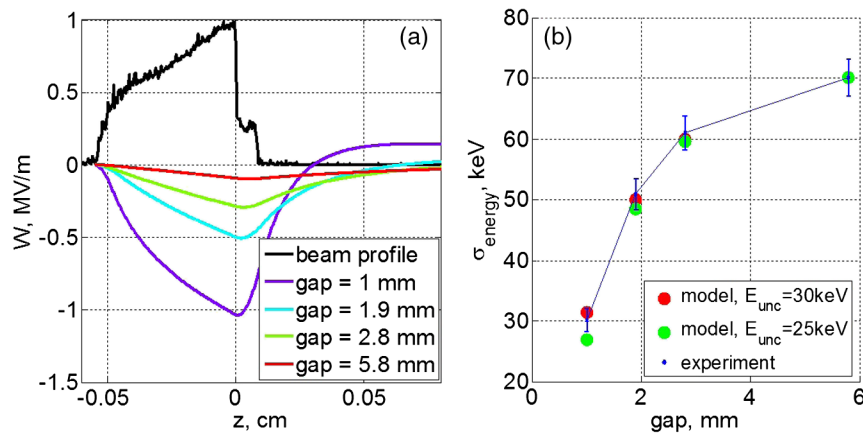 (a)
W, MV/m
1
0.5
0
-0.5
-1
-1.5
-0.05
0
0.05
z, cm
beam profile
gap = 1 mm
gap = 1.9 mm
gap = 2.8 mm
gap = 5.8 mm
(b)
σenergy, keV
80
70
60
50
40
30
20
0
2
4
6
gap, mm
model, Eunc=30keV
model, Eunc=25keV
experiment